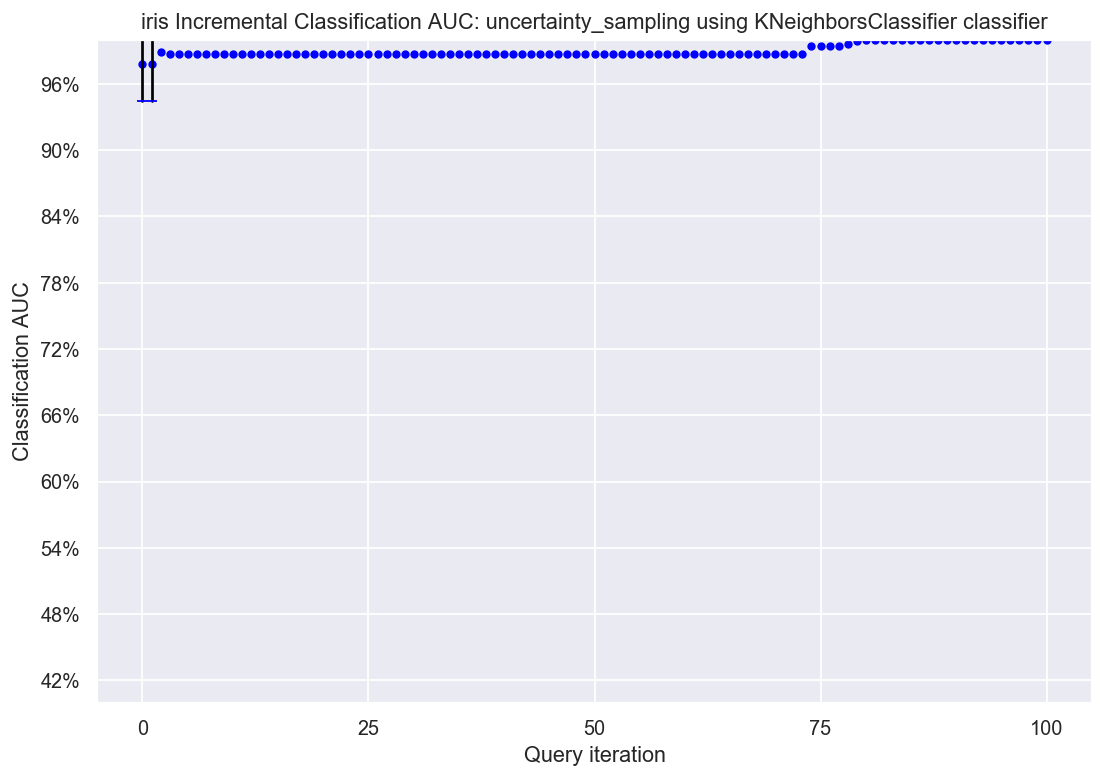 iris Incremental Classification AUC: uncertainty_sampling using KNeighborsClassifier classifier
96%
90%
84%
78%
72%
66%
60%
54%
48%
42%
Classification AUC
0 25 50 75 100
Query iteration